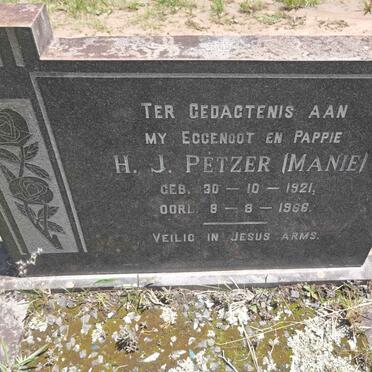 TER GEDAGTENIS AAN
MY EGGENOOT EN PAPPIE
H. J. PETZER (MANIE)
GEB. 30 - 10 - 1921,
OORL. 8 - 8 - 1966.
VEILIG IN JESUS ARMS.